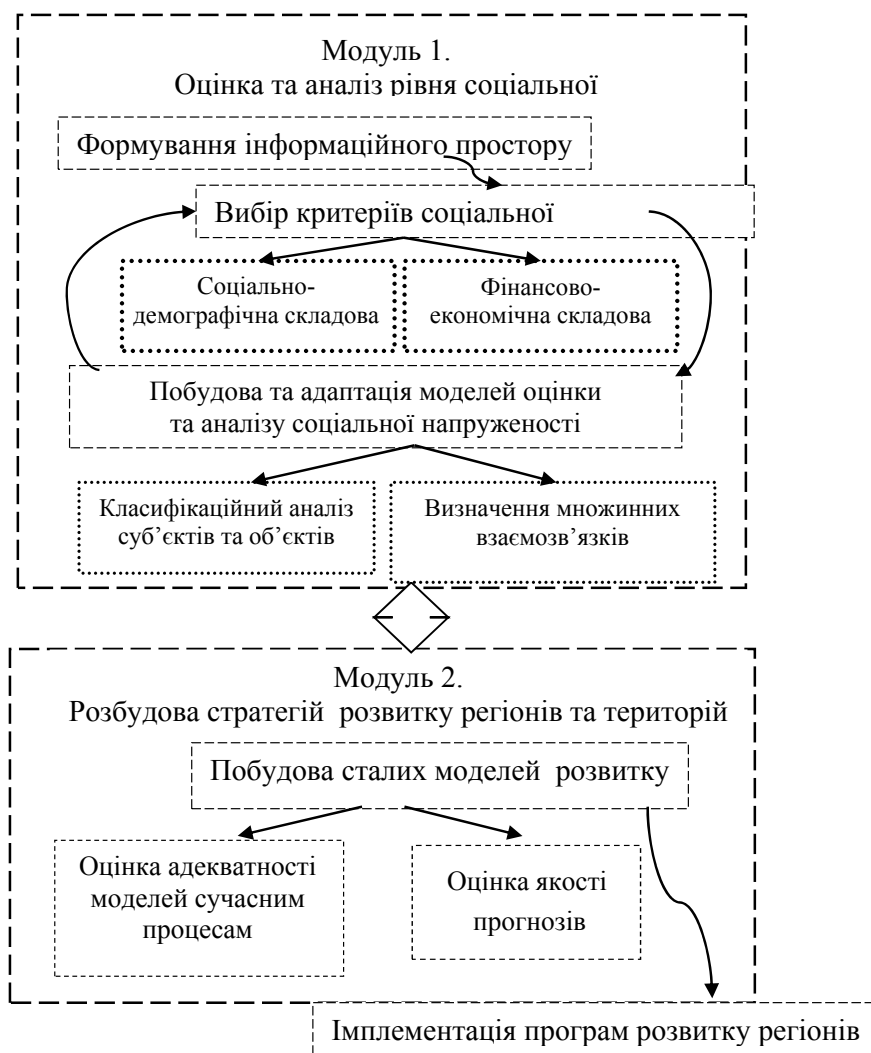 Модуль 1.
Оцінка та аналіз рівня соціальної
Формування інформаційного простору
Вибір критеріїв соціальної
Соціально-
демографічна складова
Фінансово-
економічна складова
Побудова та адаптація моделей оцінки
та аналізу соціальної напруженості
Класифікаційний аналіз
суб’єктів та об’єктів
Визначення множинних
взаємозв’язків
Модуль 2.
Розбудова стратегій розвитку регіонів та територій
Побудова сталих моделей розвитку
Оцінка адекватності
моделей сучасним
процесам
Оцінка якості
прогнозів
Імплементація програм розвитку регіонів